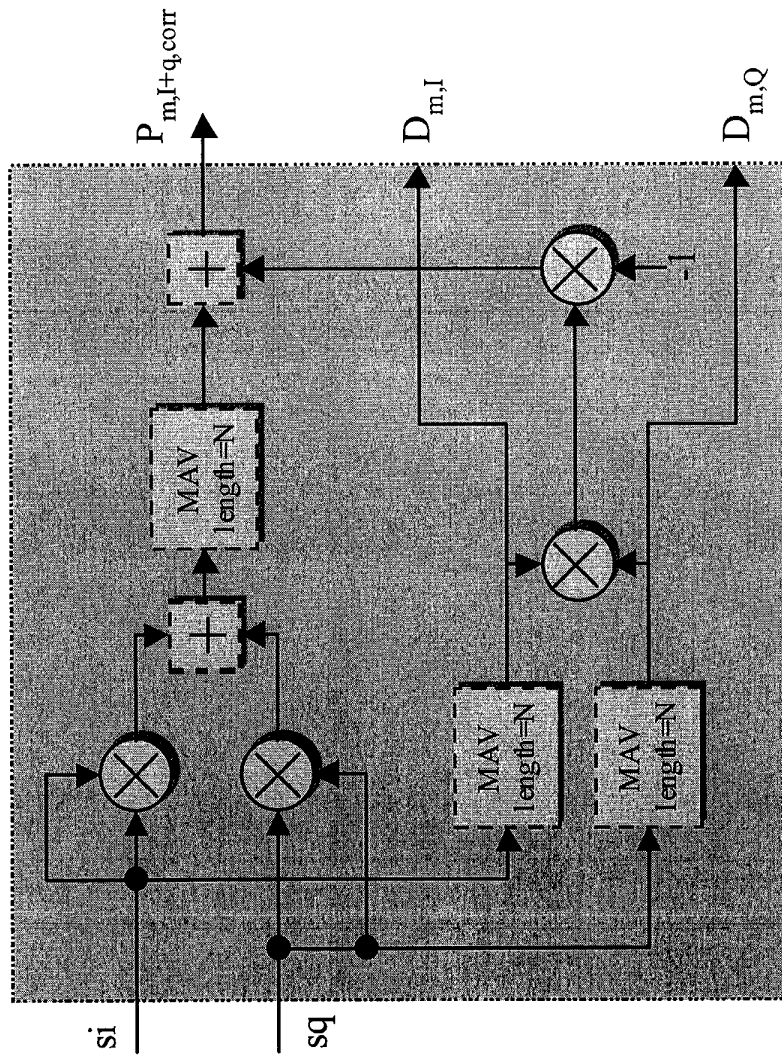 si
sq
+
MAV
length=N
+
P_{m,I+q,corr}
MAV
length=N
MAV
length=N
-1
D_{m,I}
D_{m,Q}